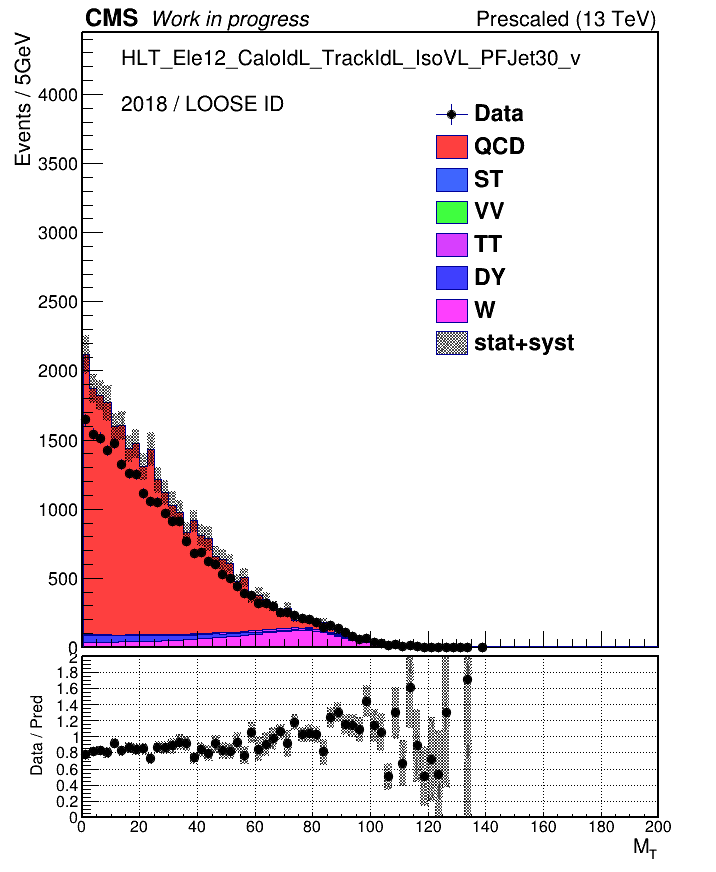 CMS Work in progress Prescaled (13 TeV)
Events / 5GeV
HLT_Ele12_CaloIdL_TrackIdL_IsoVL_PFJet30_v
2018 / LOOSE ID
4000
3500
3000
2500
2000
1500
1000
500
0
Data
QCD
ST
VV
TT
DY
W
stat+syst
Data / Pred
2
1.8
1.6
1.4
1.2
1
0.8
0.6
0.4
0.2
0
0 20 40 60 80 100 120 140 160 180 200
M_T